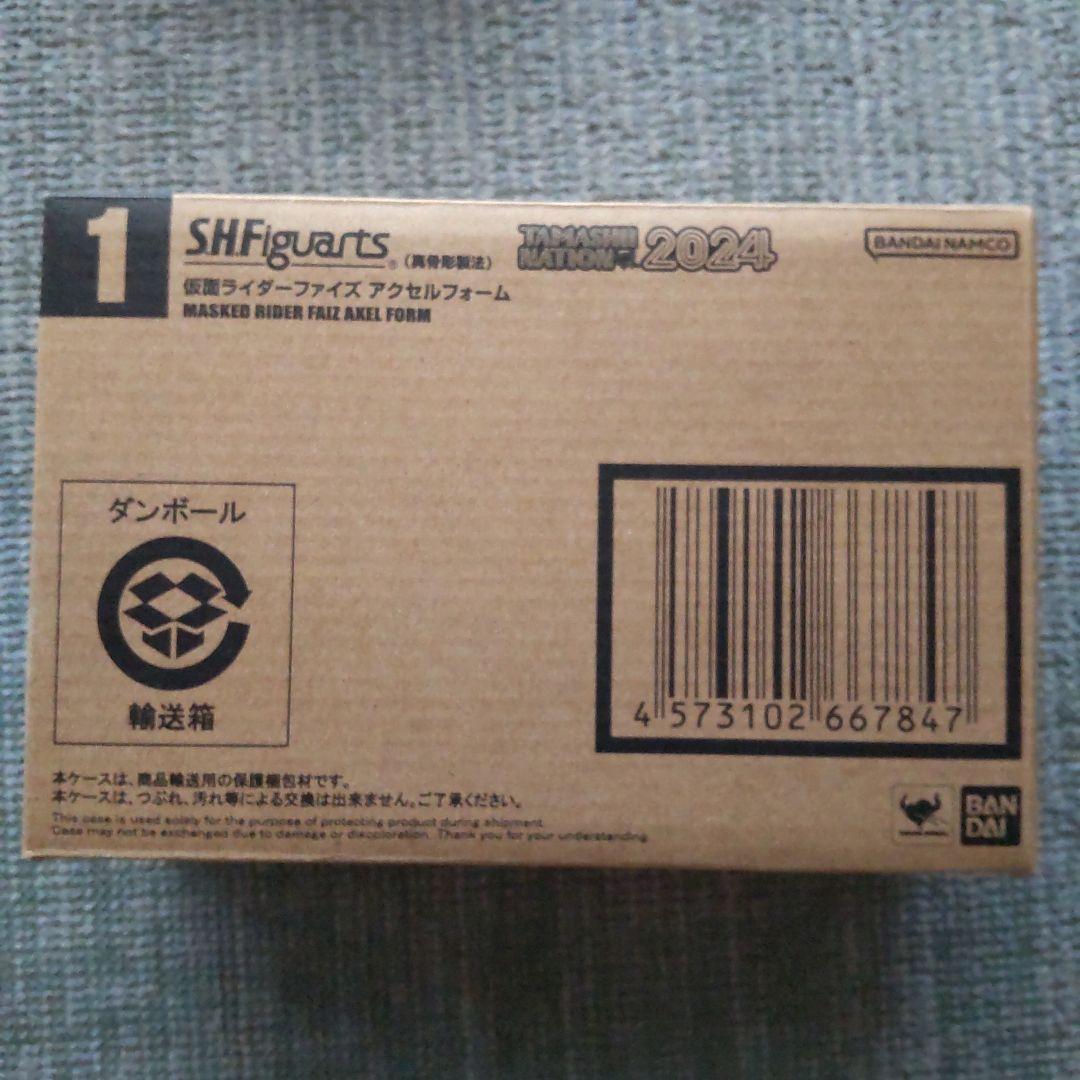 1
S.H.Figuarts® (真骨彫製法)
TAMASHII NATION 2024
BANDAI NAMCO
仮面ライダーファイズ アクセルフォーム
MASKED RIDER FAIZ AXEL FORM
ダンボール
輸送箱
4 573102 667847
本ケースは、商品輸送用の保護梱包材です。
本ケースは、つぶれ、汚れ等による交換は出来ません。ご了承ください。
This case is used solely for the purpose of protecting product during shipment.
Case may not be exchanged due to damage or discoloration. Thank you for your understanding.
BAN
DAI